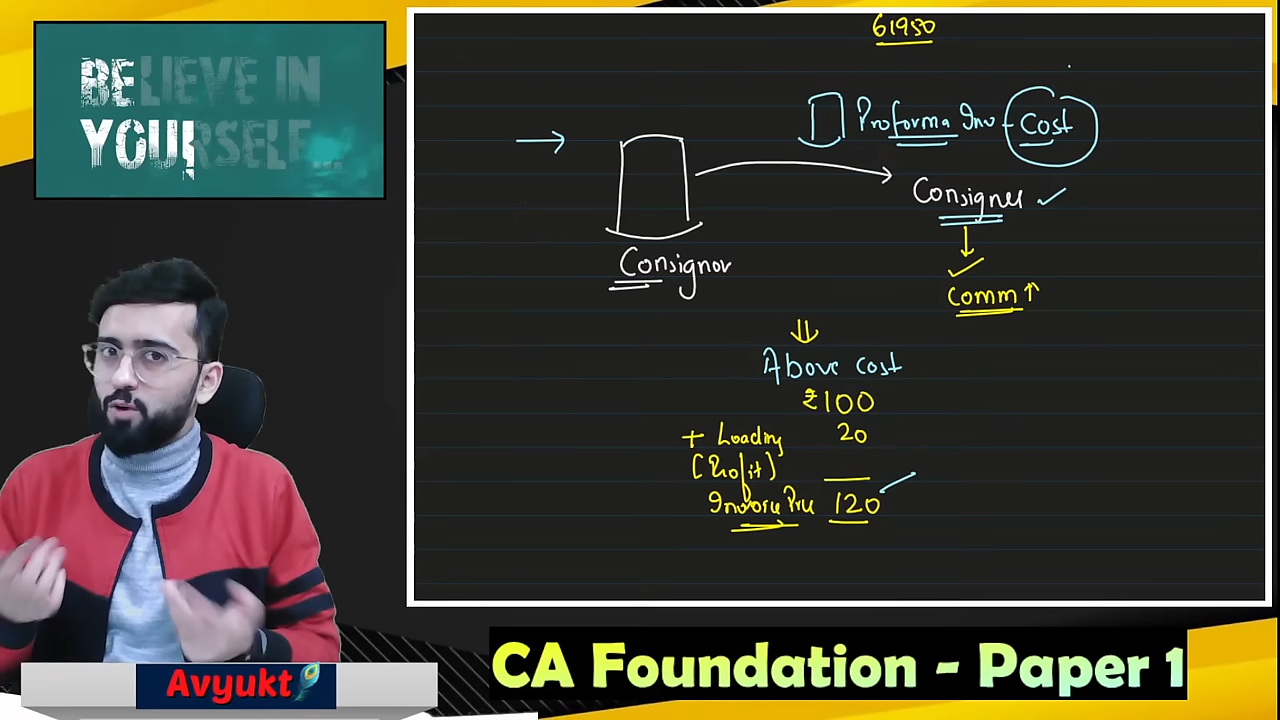 BELIEVE IN
YOURSELF...
61950
Proforma Inv - Cost
Consignee
Consignor
Comm ↑
Above cost
₹100
+ Loading 20
(Profit)
Invoice Price 120
Avyukt
CA Foundation - Paper 1